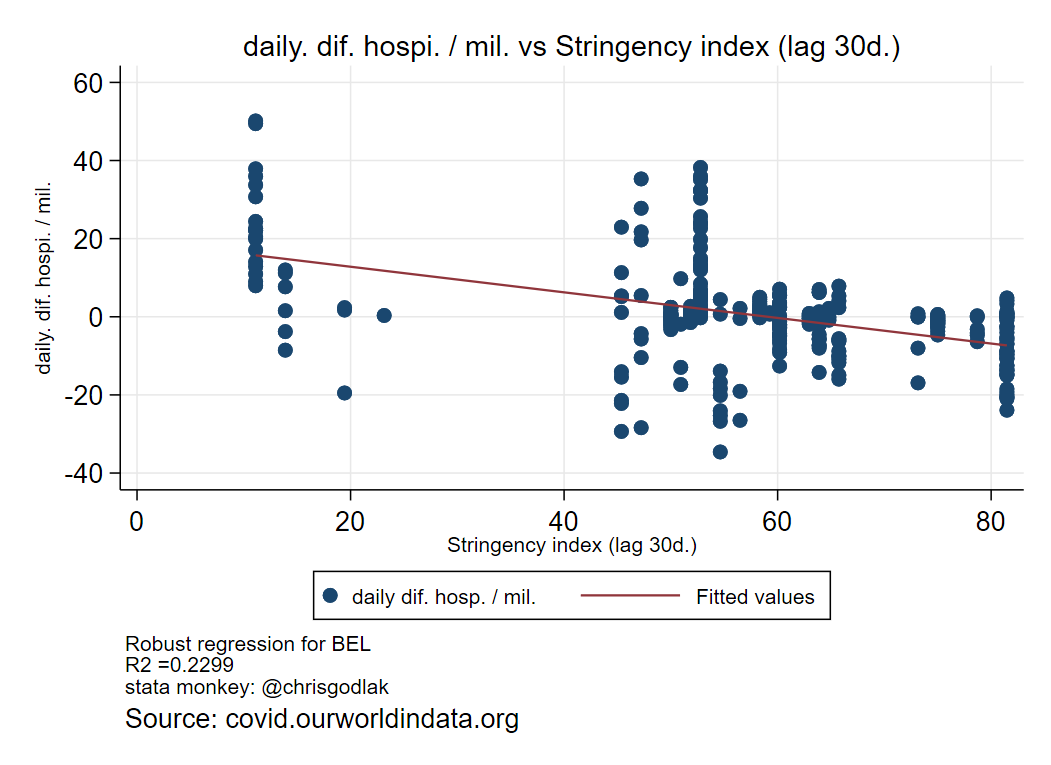 daily. dif. hospi. / mil. vs Stringency index (lag 30d.)
daily. dif. hospi. / mil.
60
40
20
0
-20
-40
0 20 40 60 80
Stringency index (lag 30d.)
daily dif. hosp. / mil. Fitted values
Robust regression for BEL
R2 =0.2299
stata monkey: @chrisgodlak
Source: covid.ourworldindata.org